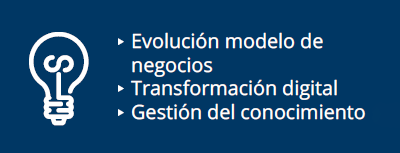 ▸ Evolución modelo de
negocios
▸ Transformación digital
▸ Gestión del conocimiento